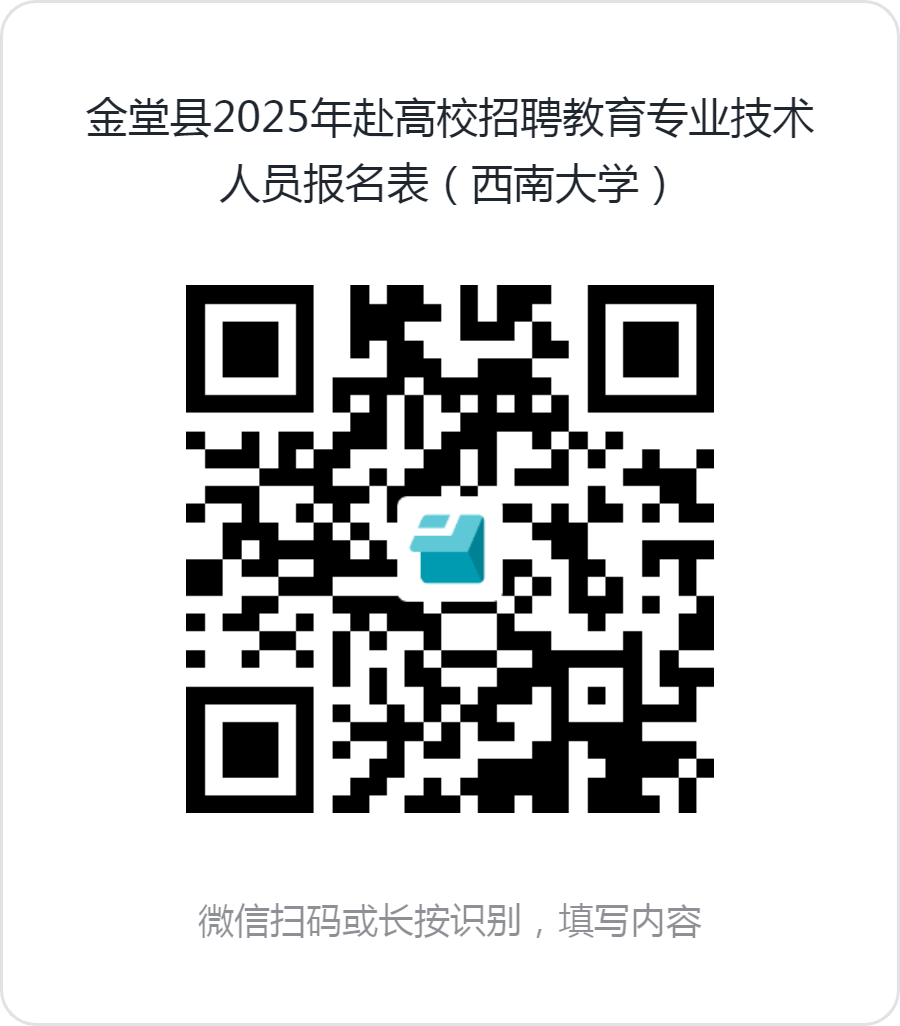 金堂县2025年赴高校招聘教育专业技术
人员报名表（西南大学）
微信扫码或长按识别，填写内容